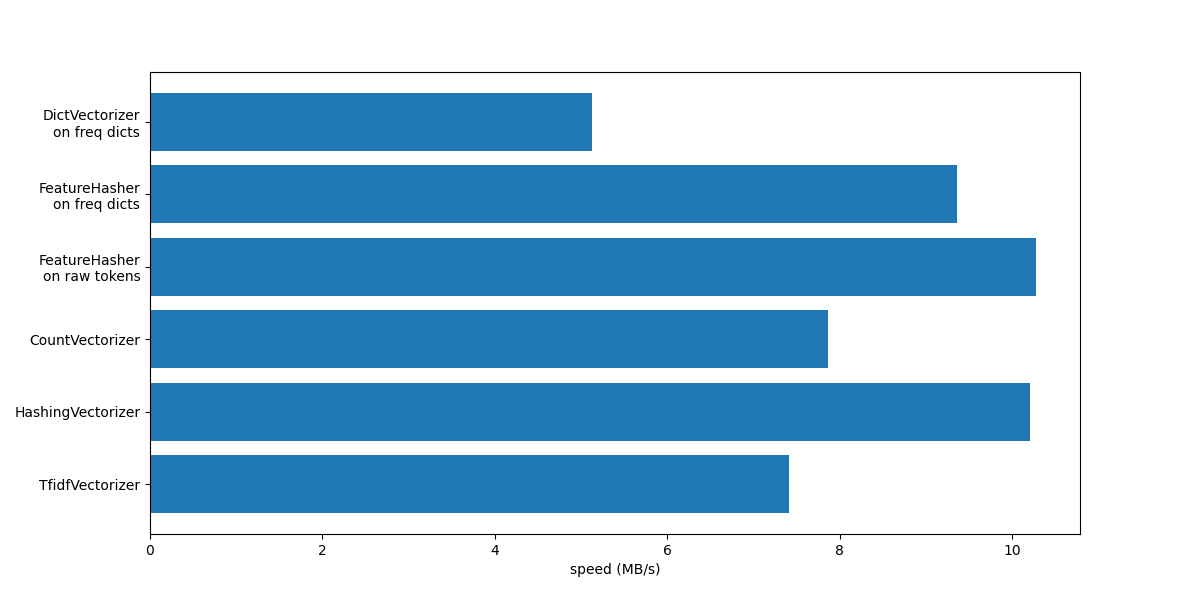 DictVectorizer
on freq dicts
FeatureHasher
on freq dicts
FeatureHasher
on raw tokens
CountVectorizer
HashingVectorizer
TfidfVectorizer
0 2 4 6 8 10
speed (MB/s)